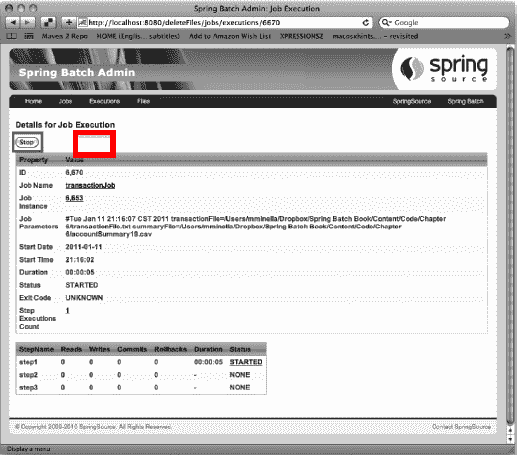 Spring Batch Admin: Job Execution
http://localhost:8080/deleteFiles/jobs/executions/6670
Google
Maven 2 Repo HOME (Englis... subtitles) Add to Amazon Wish List XPRESSIONSZ macosxhints... - revisited
Spring Batch Admin
spring
source
Home Jobs Executions Files SpringSource Spring Batch
Details for Job Execution
Stop
Property Value
ID 6,670
Job Name transactionJob
Job Instance 6,653
Job Parameters #Tue Jan 11 21:16:07 CST 2011 transactionFile=/Users/mminella/Dropbox/Spring Batch Book/Content/Code/Chapter
6/transactionFile.txt summaryFile=/Users/mminella/Dropbox/Spring Batch Book/Content/Code/Chapter
6/accountSummary18.csv
Start Date 2011-01-11
Start Time 21:16:02
Duration 00:00:05
Status STARTED
Exit Code UNKNOWN
Step Executions Count 1
StepName Reads Writes Commits Rollbacks Duration Status
step1 0 0 0 0 00:00:05 STARTED
step2 0 0 0 0 - NONE
step3 0 0 0 0 - NONE
© Copyright 2009-2010 SpringSource. All Rights Reserved. Contact SpringSource
Display a menu